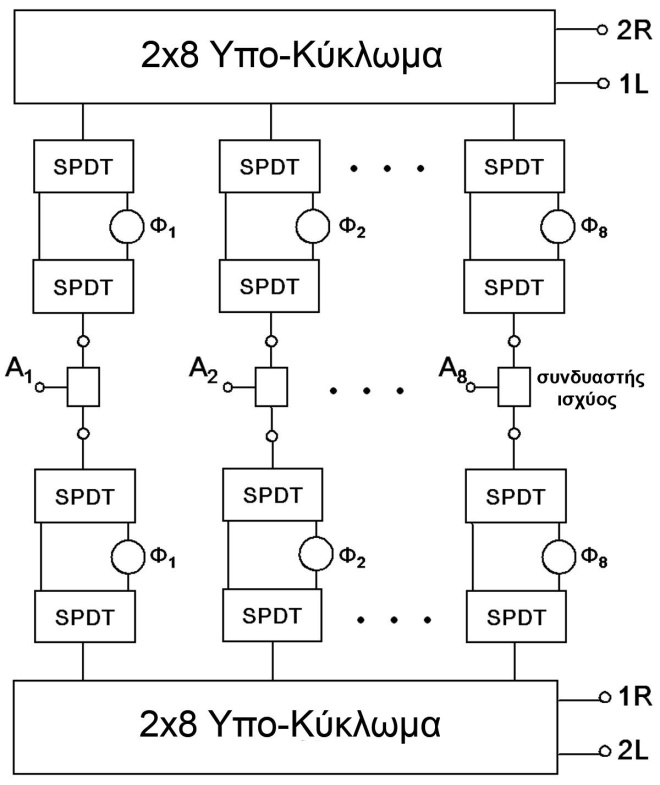 2x8 Υπο-Κύκλωμα
2R
1L
SPDT SPDT SPDT
Φ1 Φ2 Φ8
SPDT SPDT SPDT
A1 A2 A8
συνδυαστής
ισχύος
SPDT SPDT SPDT
Φ1 Φ2 Φ8
SPDT SPDT SPDT
2x8 Υπο-Κύκλωμα
1R
2L